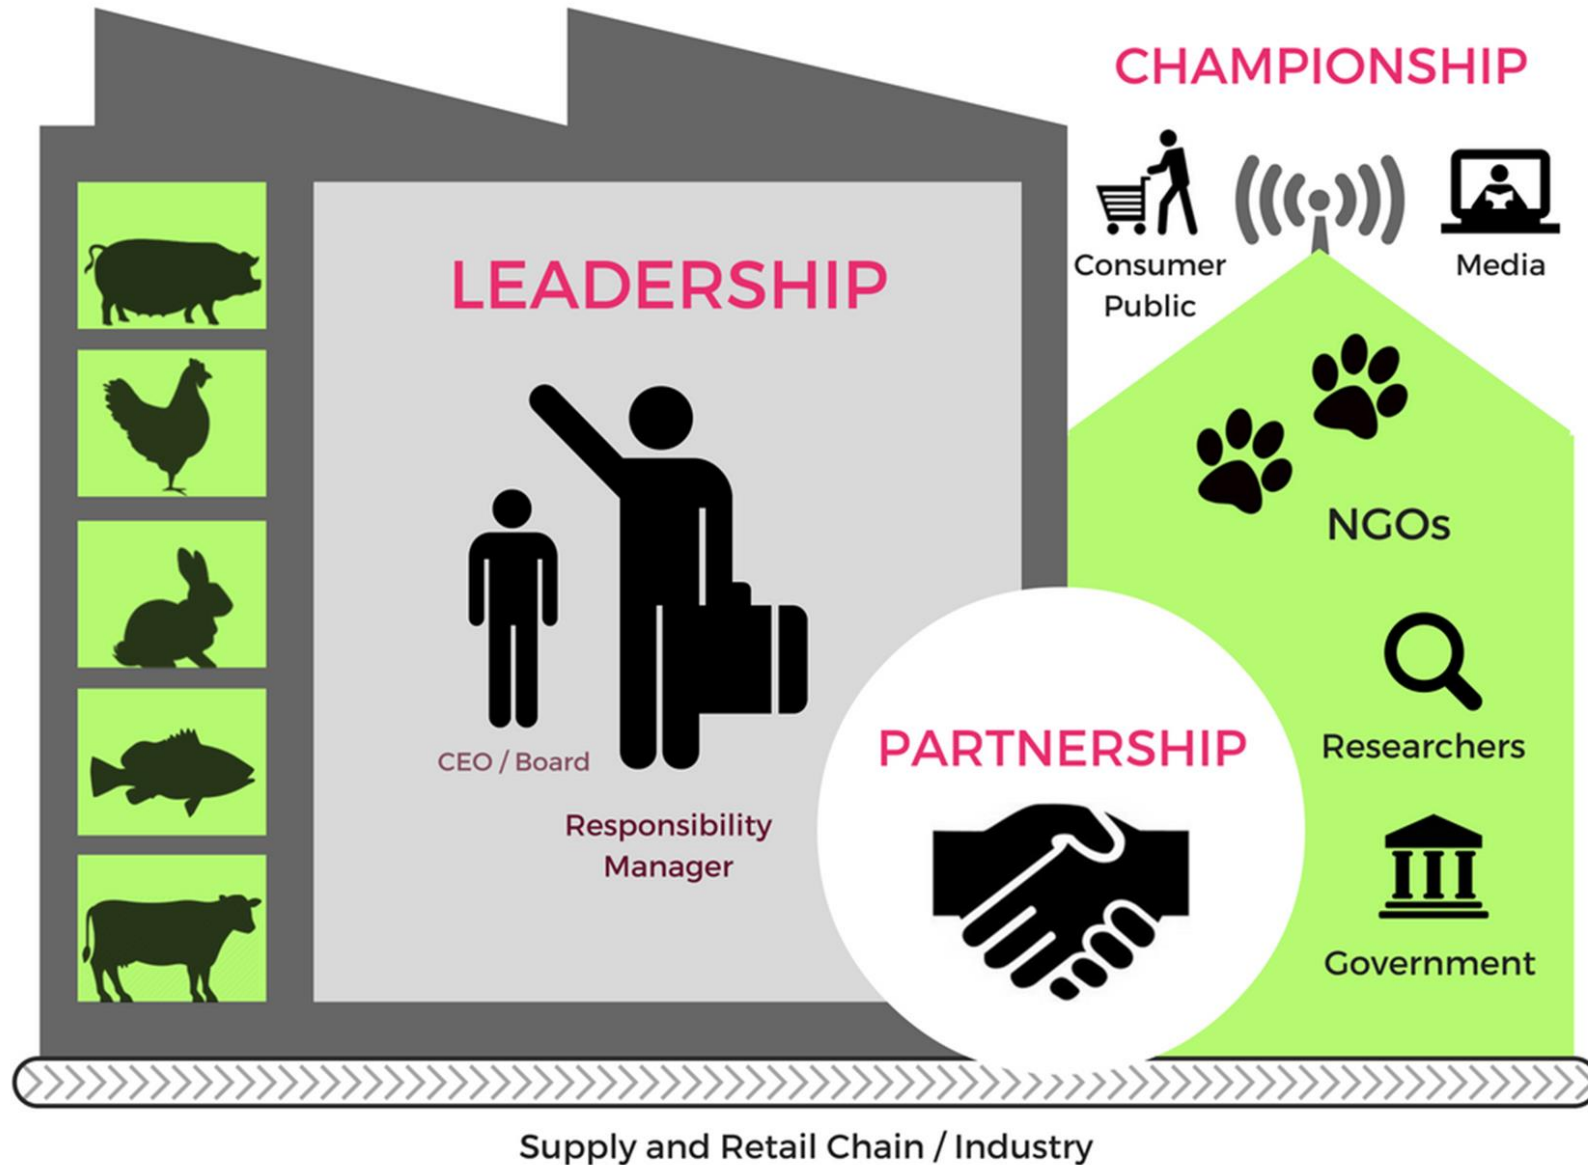 CHAMPIONSHIP
Consumer
Public
Media
LEADERSHIP
NGOs
CEO / Board
Responsibility
Manager
PARTNERSHIP
Researchers
Government
Supply and Retail Chain / Industry